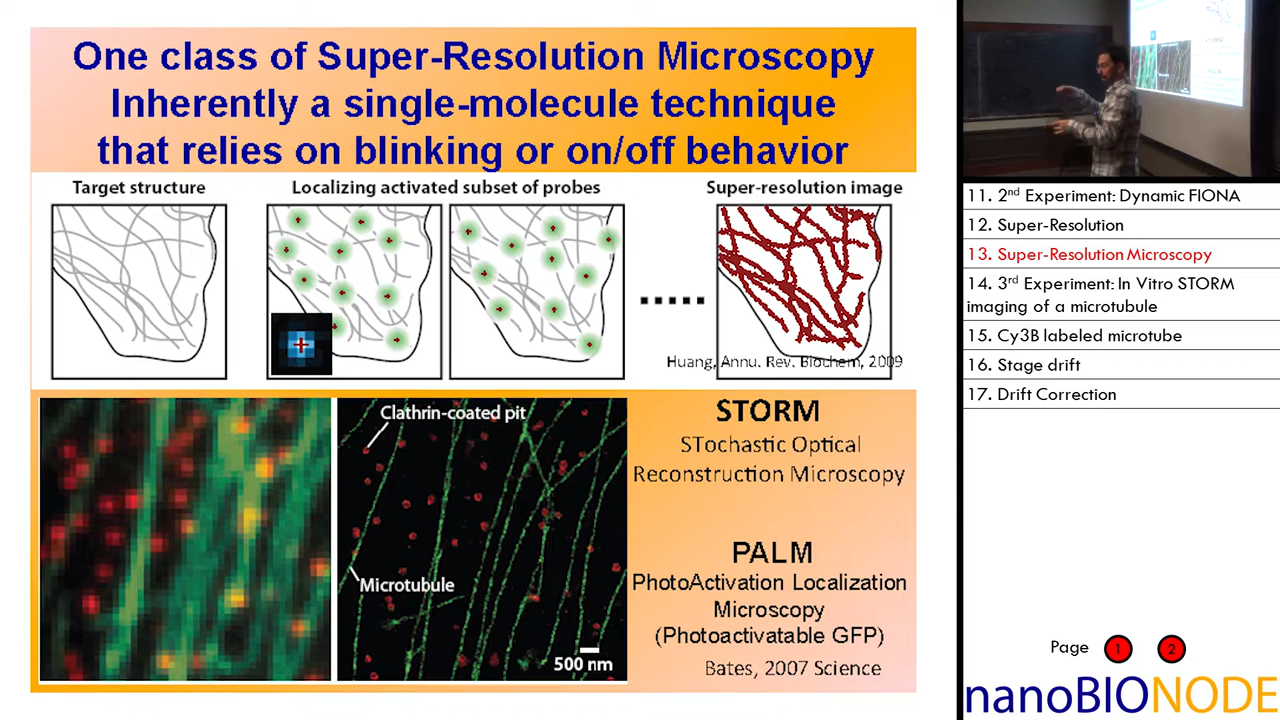 One class of Super-Resolution Microscopy
Inherently a single-molecule technique
that relies on blinking or on/off behavior
Target structure
Localizing activated subset of probes
Super-resolution image
Huang, Annu. Rev. Biochem, 2009
Clathrin-coated pit
Microtubule
500 nm
STORM
STochastic Optical
Reconstruction Microscopy
PALM
PhotoActivation Localization
Microscopy
(Photoactivatable GFP)
Bates, 2007 Science
11. 2nd Experiment: Dynamic FIONA
12. Super-Resolution
13. Super-Resolution Microscopy
14. 3rd Experiment: In Vitro STORM
imaging of a microtubule
15. Cy3B labeled microtube
16. Stage drift
17. Drift Correction
Page 1 2
nanoBIONODE